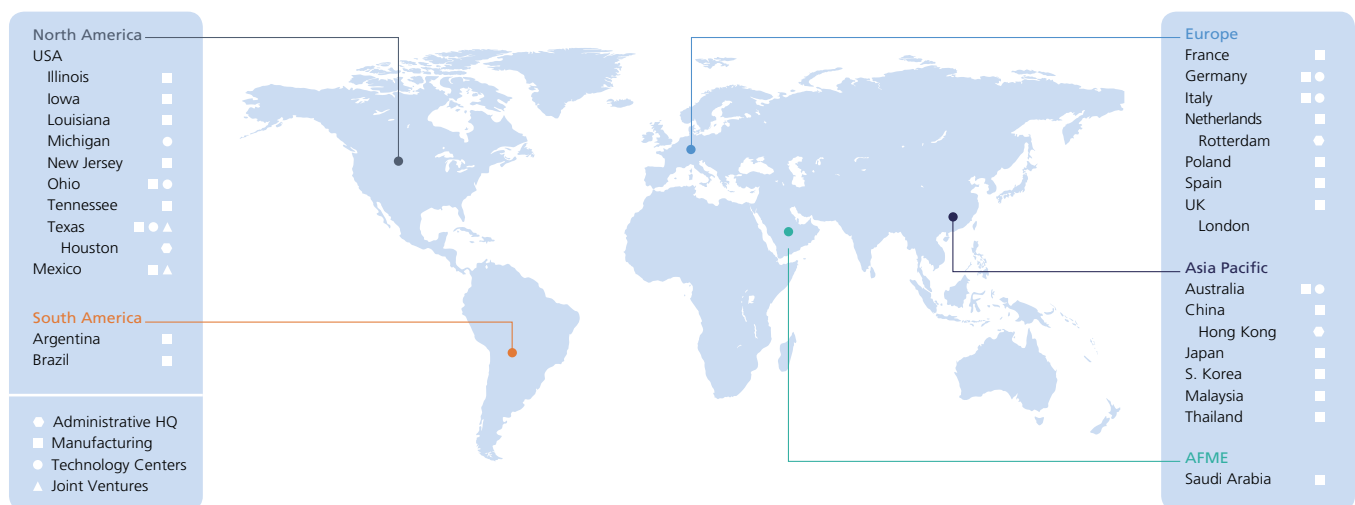 North America
USA
Illinois
Iowa
Louisiana
Michigan
New Jersey
Ohio
Tennessee
Texas
Houston
Mexico
South America
Argentina
Brazil
Administrative HQ
Manufacturing
Technology Centers
Joint Ventures
Europe
France
Germany
Italy
Netherlands
Rotterdam
Poland
Spain
UK
London
Asia Pacific
Australia
China
Hong Kong
Japan
S. Korea
Malaysia
Thailand
AFME
Saudi Arabia